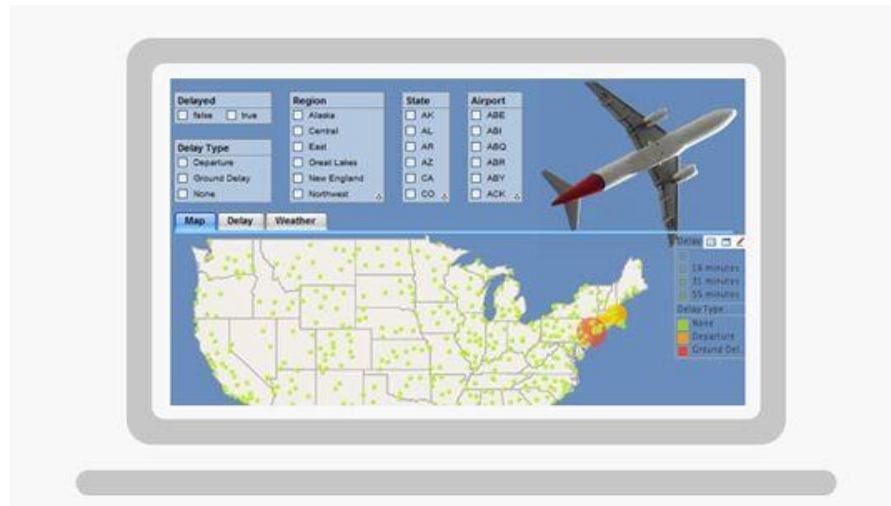 Delayed
false
true
Delay Type
Departure
Ground Delay
None
Region
Alaska
Central
East
Great Lakes
New England
Northwest
State
AK
AL
AR
AZ
CA
CO
Airport
ABE
ABI
ABQ
ABR
ABY
ACK
Map Delay Weather
Delay
16 minutes
31 minutes
55 minutes
Delay Type
None
Departure
Ground Del..